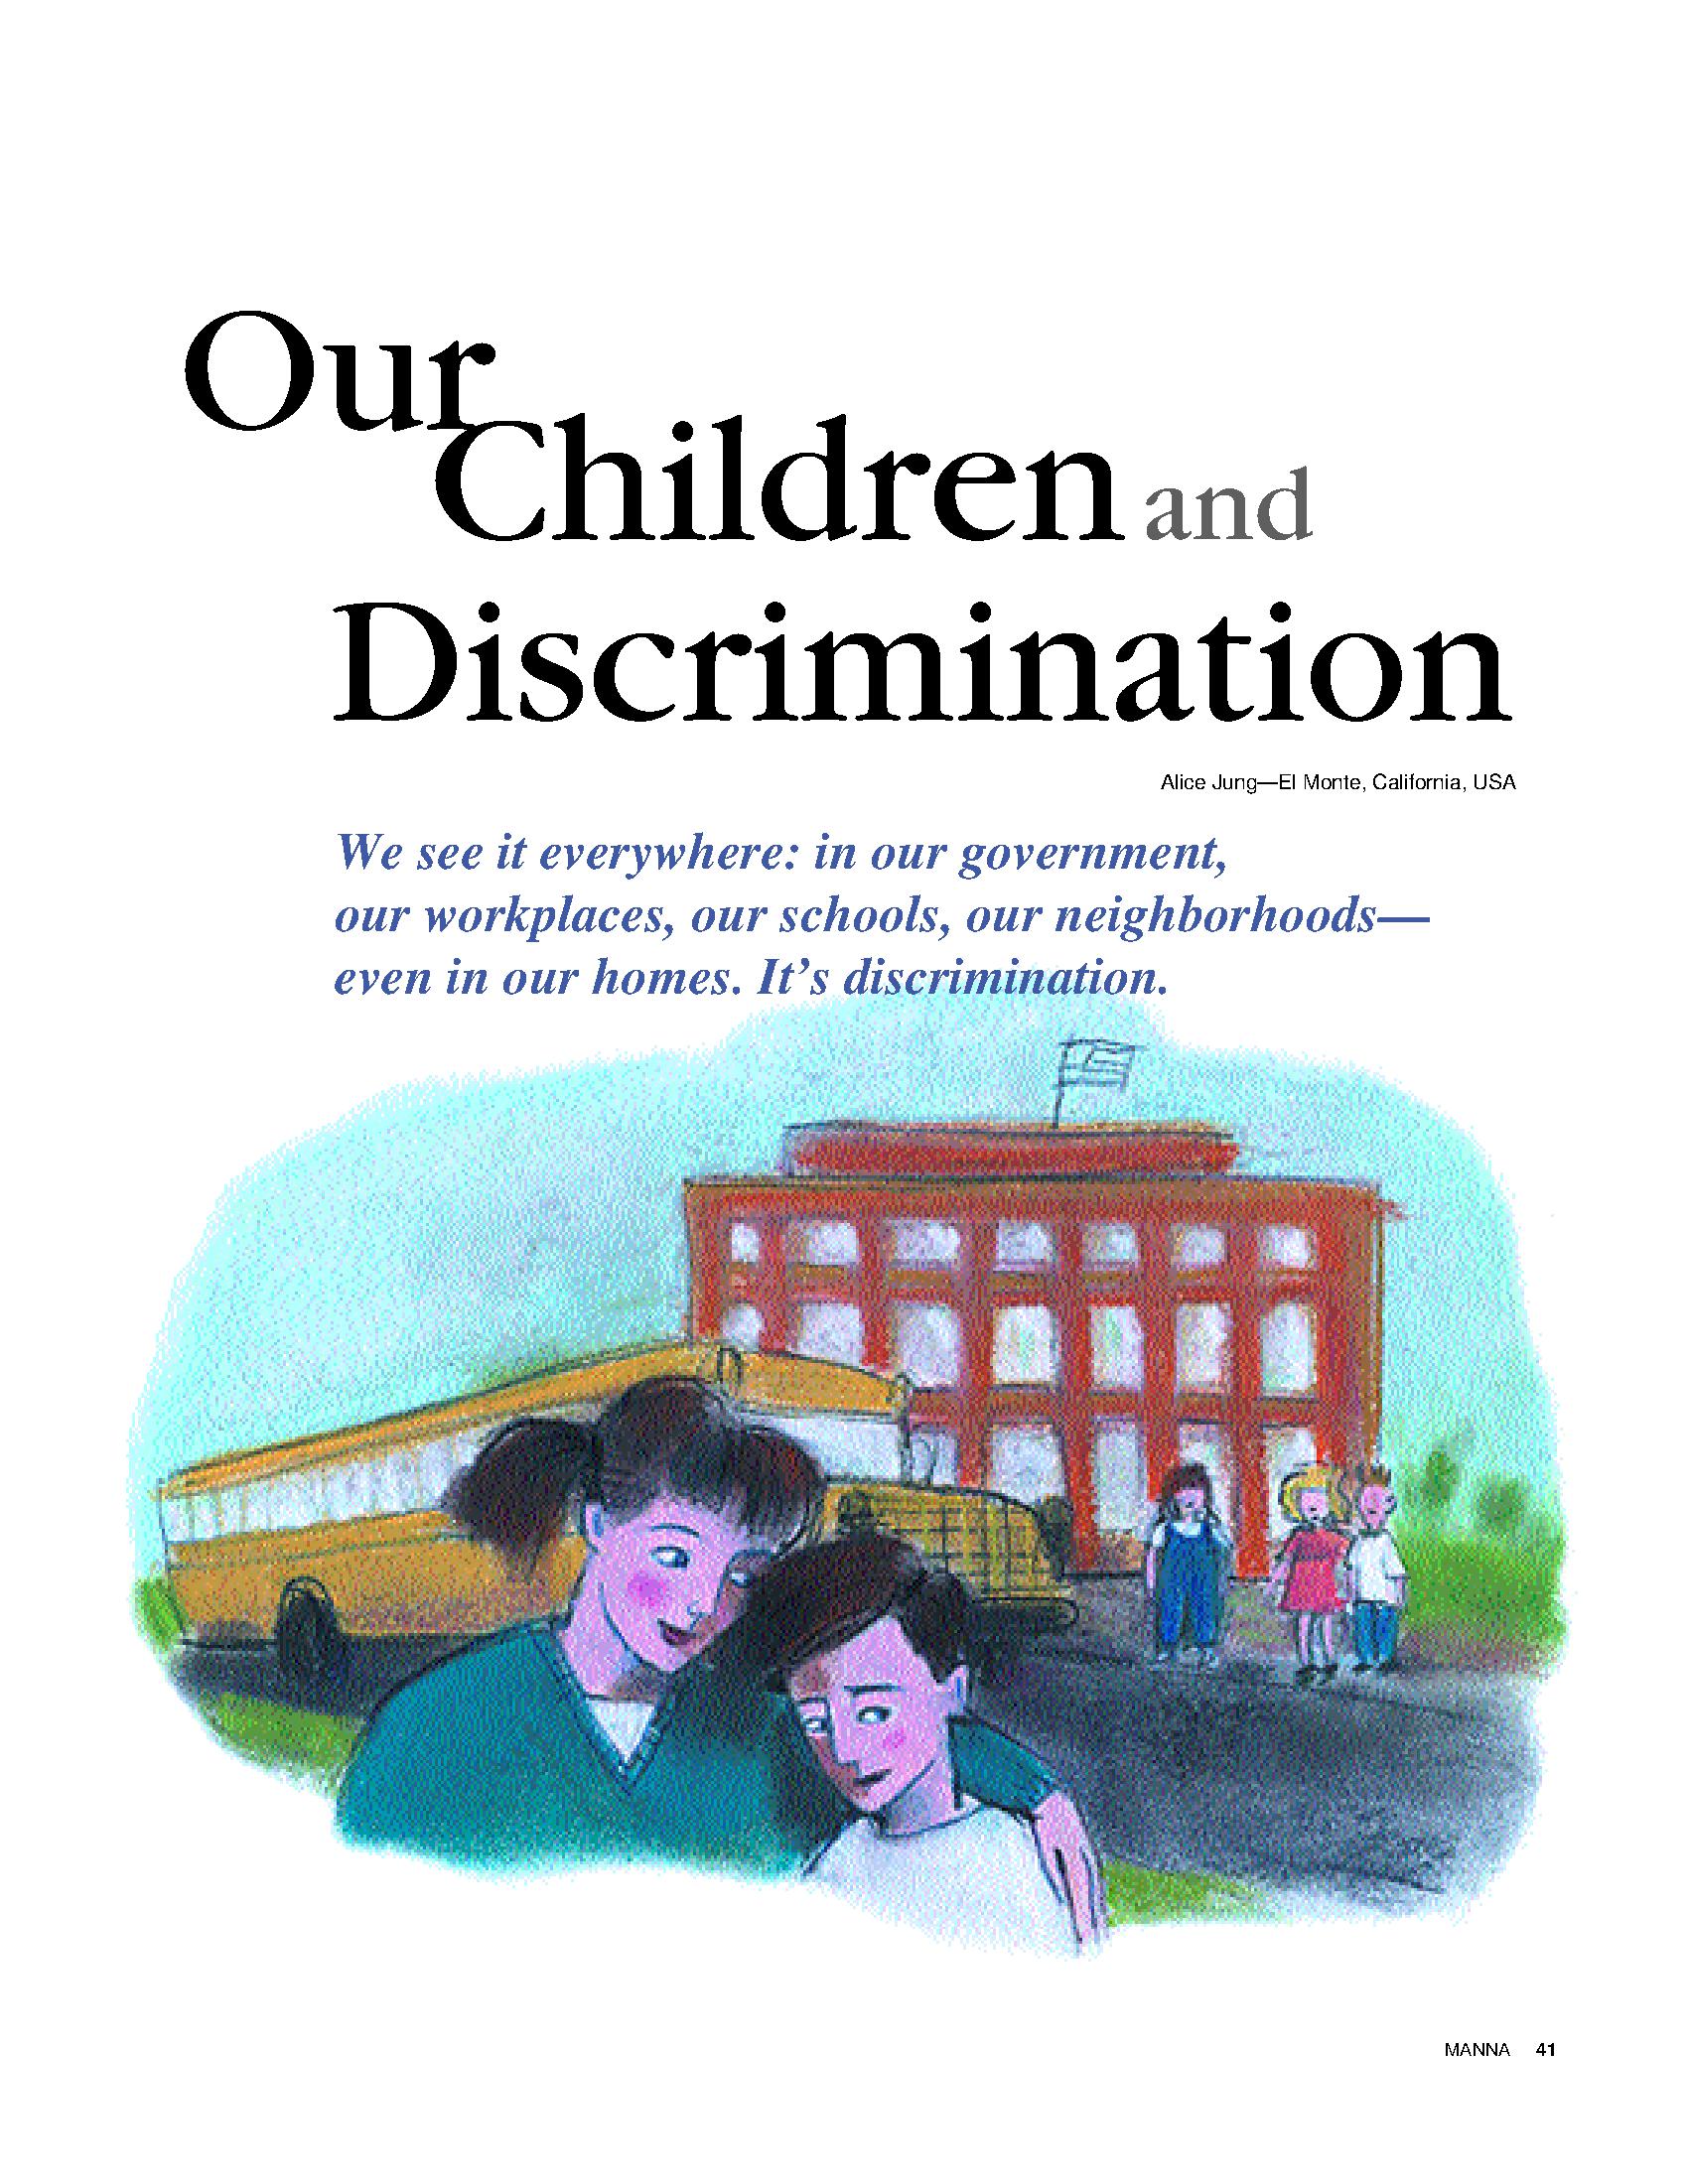 Our
Children and
Discrimination
Alice Jung—El Monte, California, USA
We see it everywhere: in our government,
our workplaces, our schools, our neighborhoods—
even in our homes. It’s discrimination.
MANNA 41